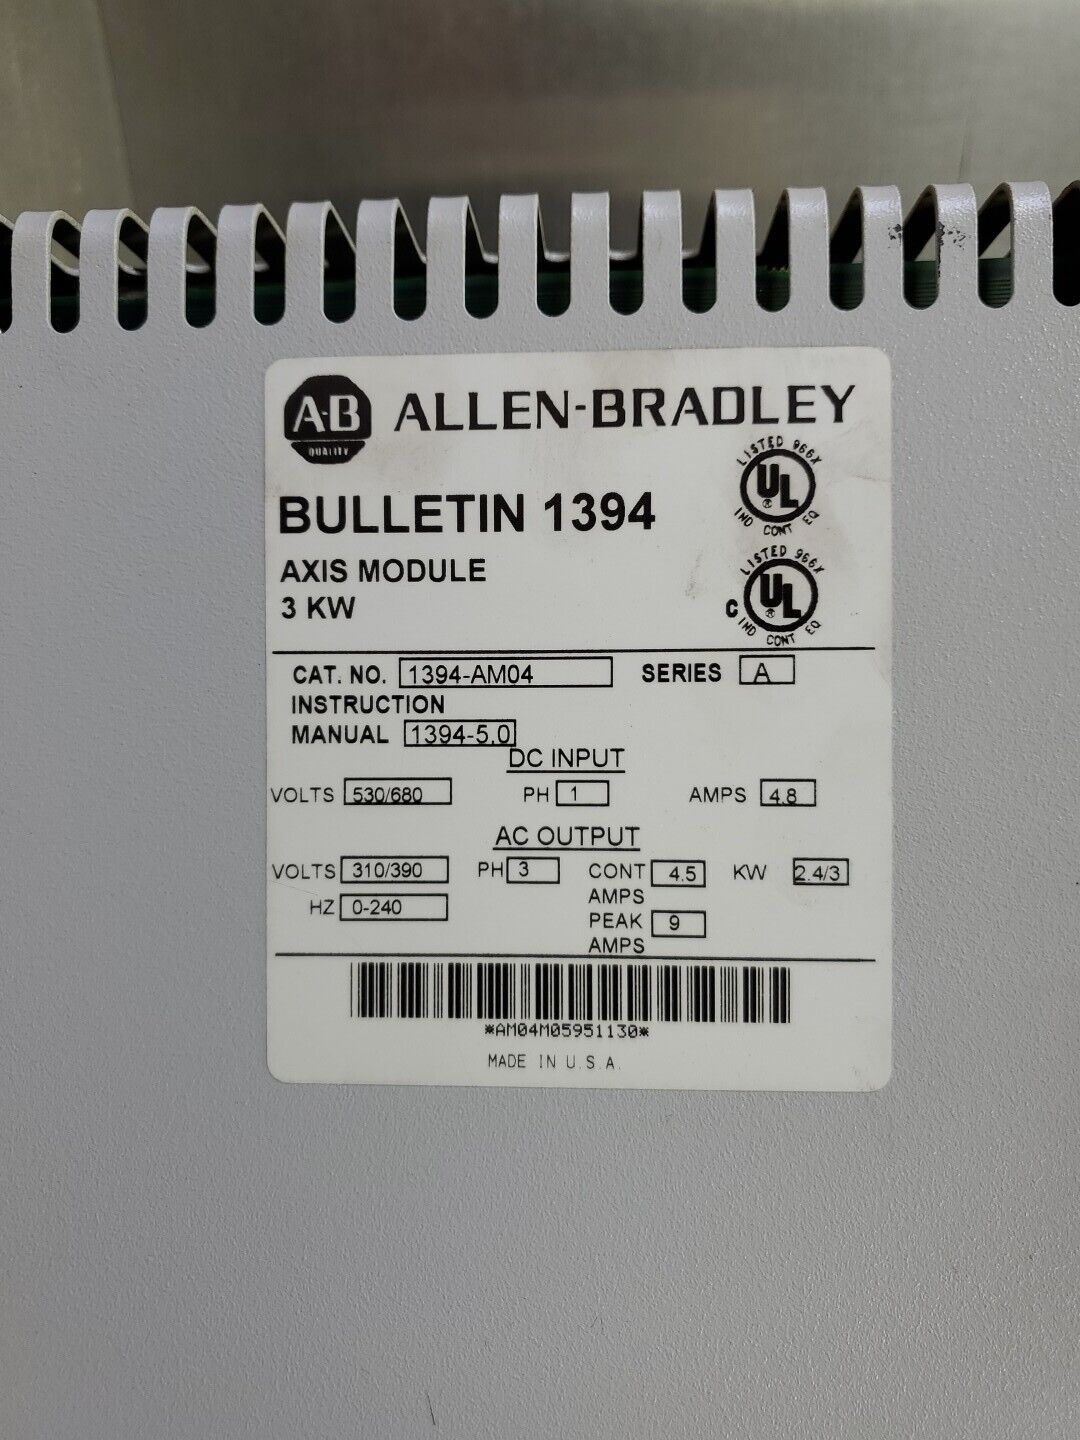 A-B ALLEN-BRADLEY
QUALITY
BULLETIN 1394
AXIS MODULE
3 KW
LISTED 966X
UL ®
IND CONT EQ
LISTED 966X
C UL ®
IND CONT EQ
CAT. NO. 1394-AM04 SERIES A
INSTRUCTION
MANUAL 1394-5.0
DC INPUT
VOLTS 530/680 PH 1 AMPS 4.8
AC OUTPUT
VOLTS 310/390 PH 3 CONT AMPS 4.5 KW 2.4/3
HZ 0-240 PEAK AMPS 9
*AM04M05951130*
MADE IN U.S.A.